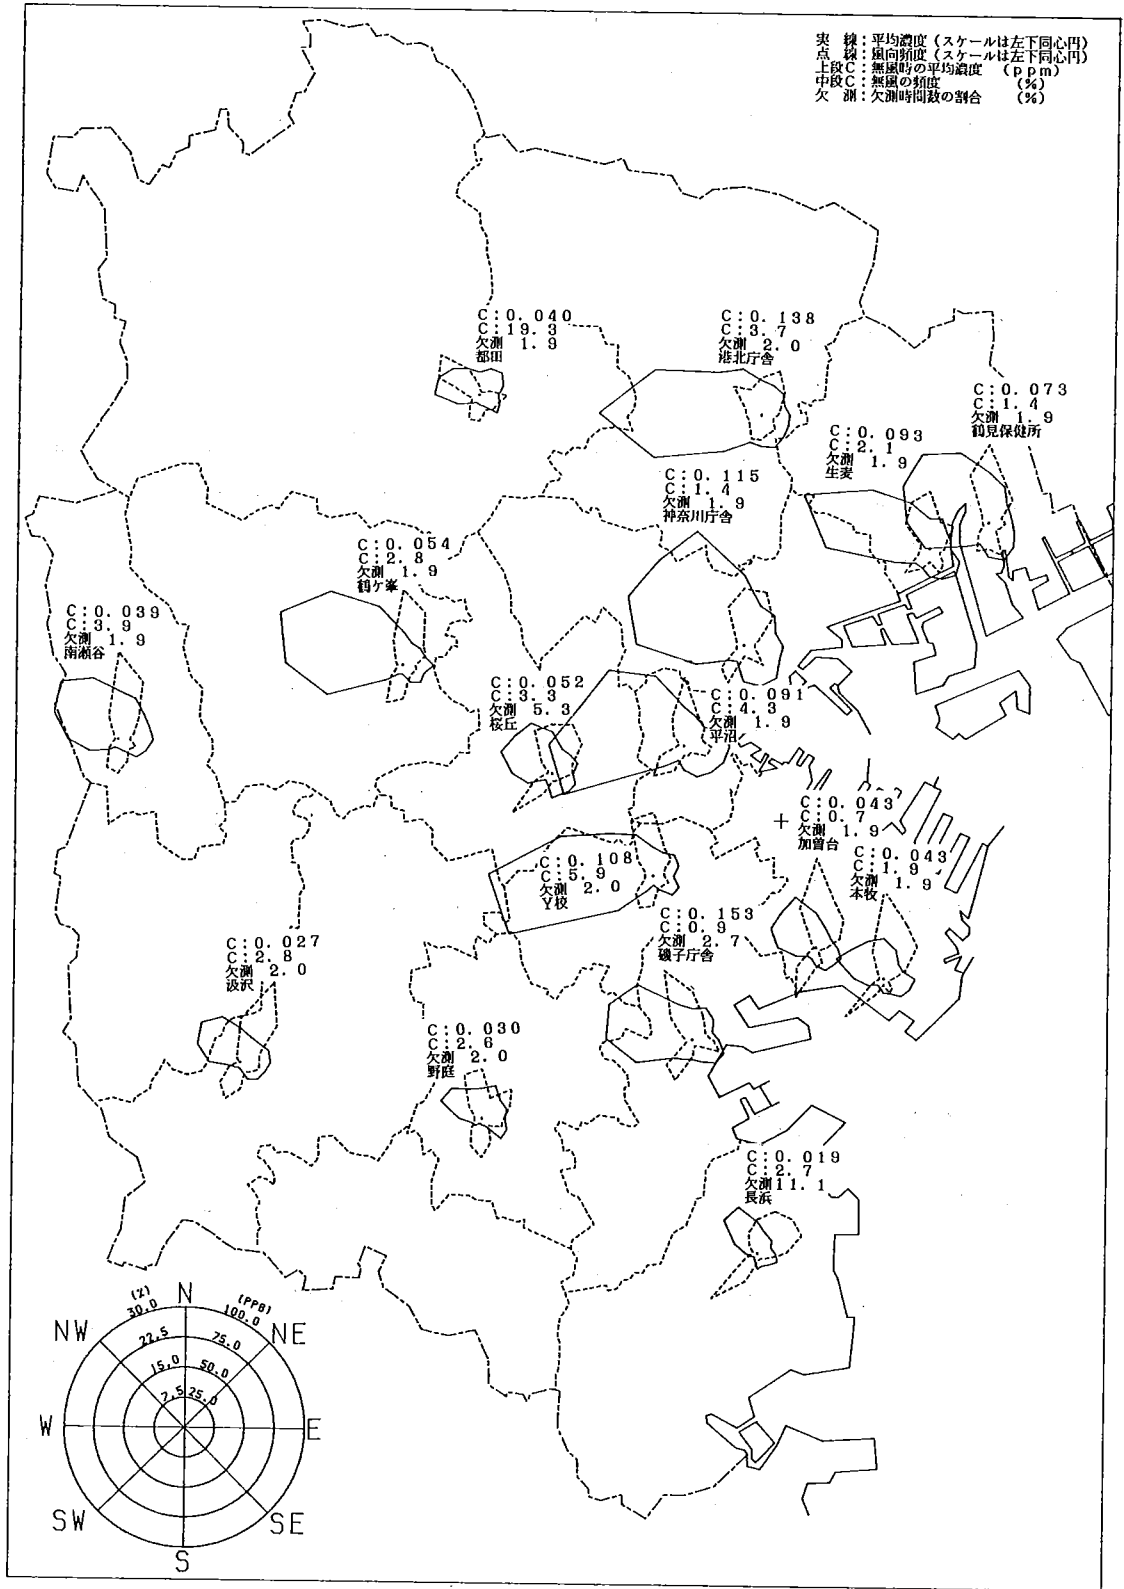 実　線：平均濃度（スケールは左下同心円）
点　線：風向頻度（スケールは左下同心円）
上段C：無風時の平均濃度　（ｐｐｍ）
中段C：無風の頻度　（％）
欠　測：欠測時間数の割合　（％）
C：0.040
C：19.3
欠測 1.9
都田
C：0.138
C：3.7
欠測 2.0
港北庁舎
C：0.073
C：1.4
欠測 1.9
鶴見保健所
C：0.093
C：2.1
欠測 1.9
生麦
C：0.115
C：1.4
欠測 1.9
神奈川庁舎
C：0.054
C：2.8
欠測 1.9
鶴ケ峯
C：0.039
C：3.9
欠測 1.9
南瀬谷
C：0.052
C：3.3
欠測 5.3
桜丘
C：0.091
C：4.3
欠測 1.9
平沼
C：0.043
C：0.7
欠測 1.9
加曽台
C：0.043
C：1.9
欠測 1.9
本牧
C：0.108
C：5.9
欠測 2.0
Y校
C：0.153
C：0.9
欠測 2.7
磯子庁舎
C：0.027
C：2.8
欠測 2.0
汲沢
C：0.030
C：2.6
欠測 2.0
野庭
C：0.019
C：2.7
欠測11.1
長浜
(%) N (PPB)
30.0 100.0
NW NE
22.5 75.0
15.0 50.0
7.5 25.0
W E
SW SE
S